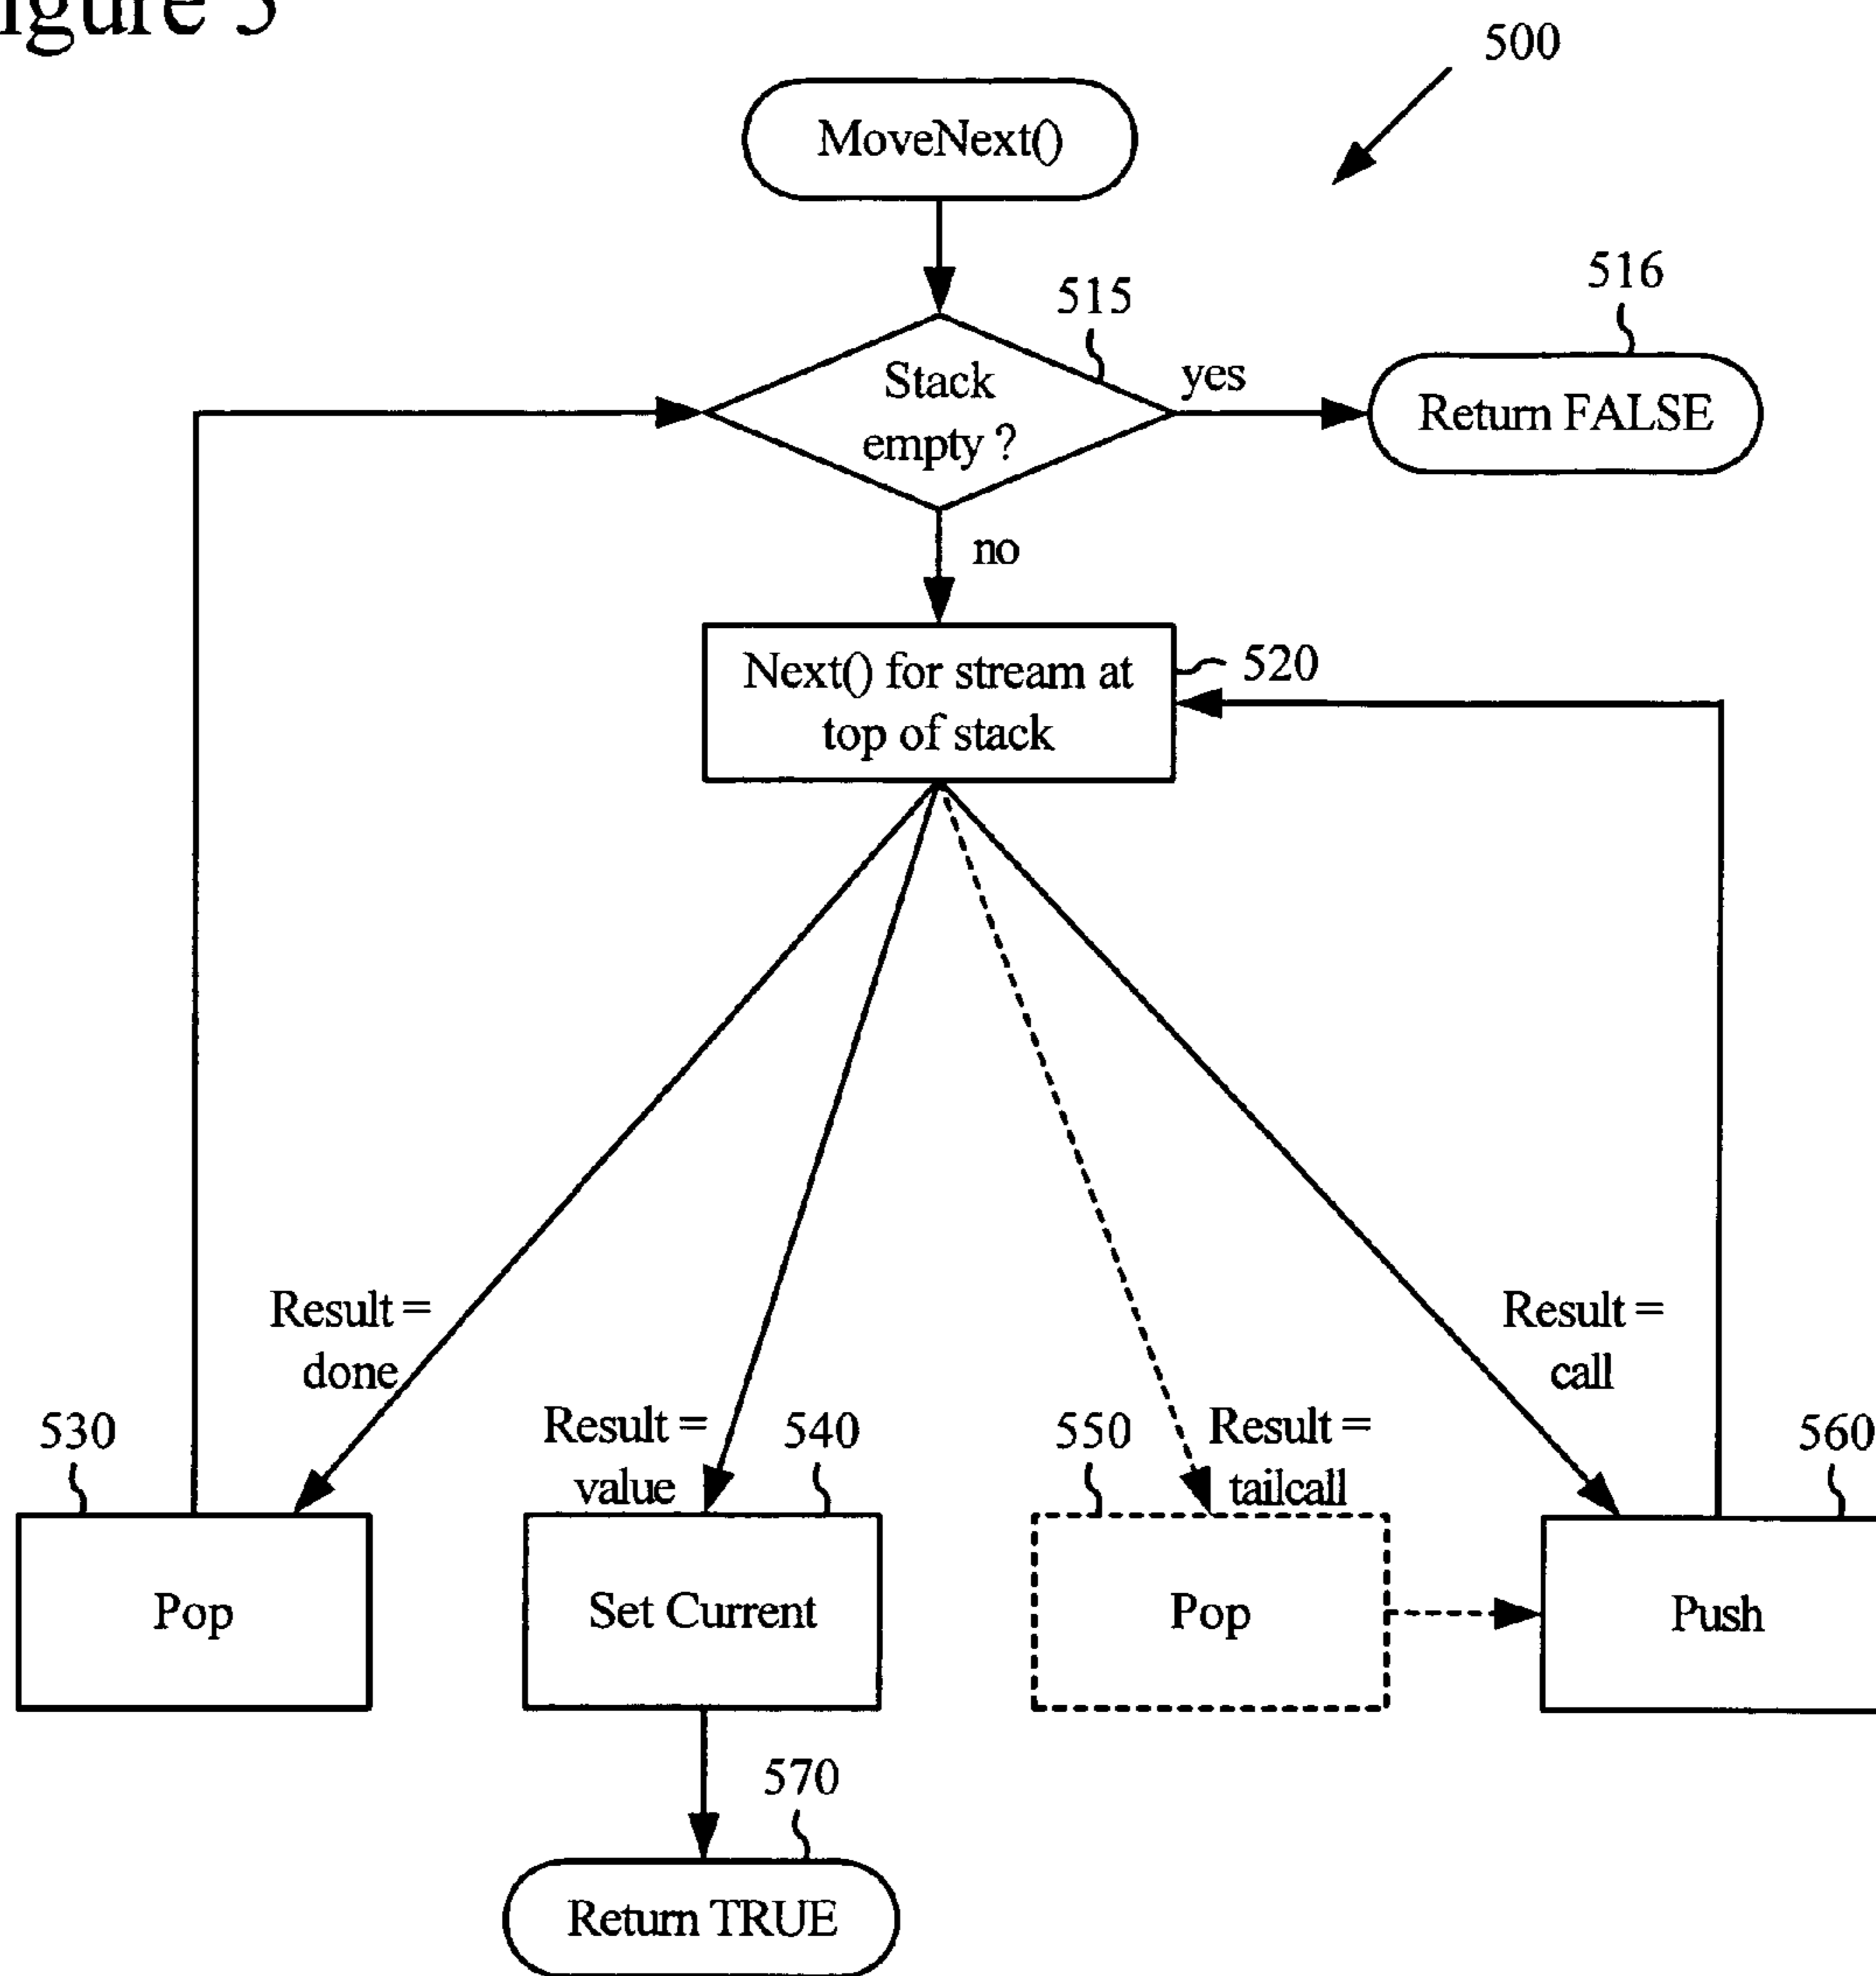 igure 5
500
MoveNext()
515
516
Stack
empty ?
yes
Return FALSE
no
Next() for stream at
top of stack
520
Result =
done
Result =
call
530
Result =
value
540
550
Result =
tailcall
560
Pop
Set Current
Pop
Push
570
Return TRUE